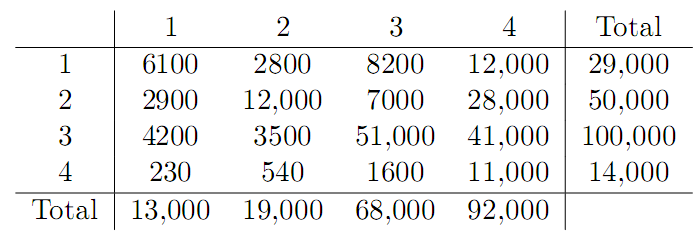 1 2 3 4 Total
1 6100 2800 8200 12,000 29,000
2 2900 12,000 7000 28,000 50,000
3 4200 3500 51,000 41,000 100,000
4 230 540 1600 11,000 14,000
Total 13,000 19,000 68,000 92,000